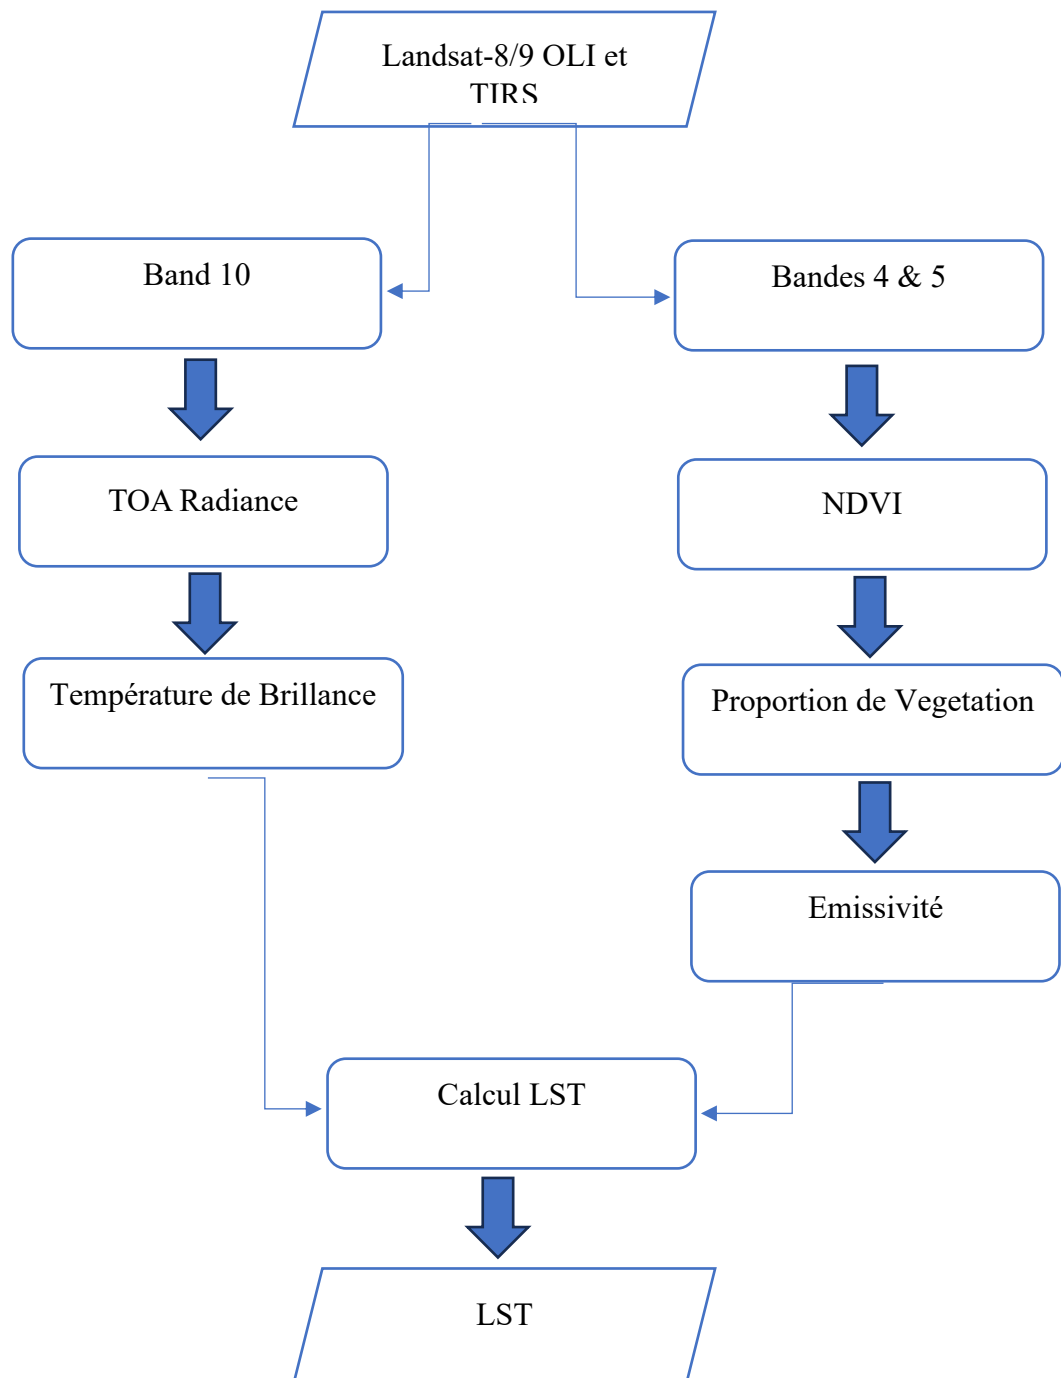 Landsat-8/9 OLI et
TIRS
Band 10
Bandes 4 & 5
TOA Radiance
NDVI
Température de Brillance
Proportion de Vegetation
Emissivité
Calcul LST
LST